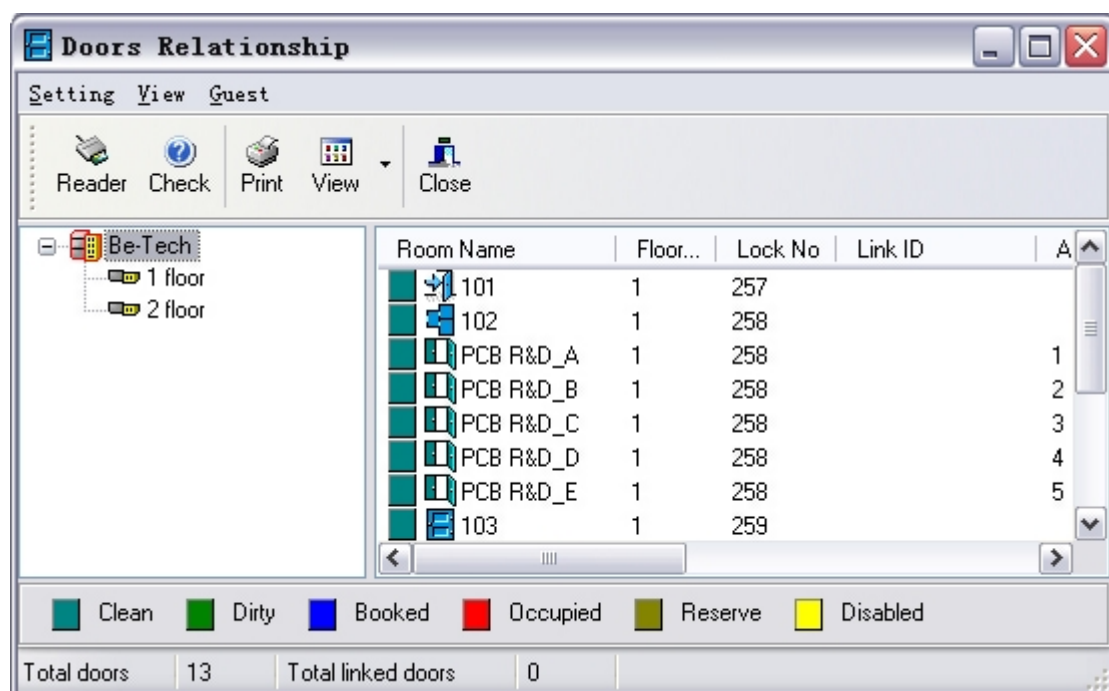 Doors Relationship
Setting View Guest
Reader Check Print View Close
Be-Tech
1 floor
2 floor
Room Name Floor... Lock No Link ID A
101 1 257
102 1 258
PCB R&D_A 1 258 1
PCB R&D_B 1 258 2
PCB R&D_C 1 258 3
PCB R&D_D 1 258 4
PCB R&D_E 1 258 5
103 1 259
Clean Dirty Booked Occupied Reserve Disabled
Total doors 13 Total linked doors 0